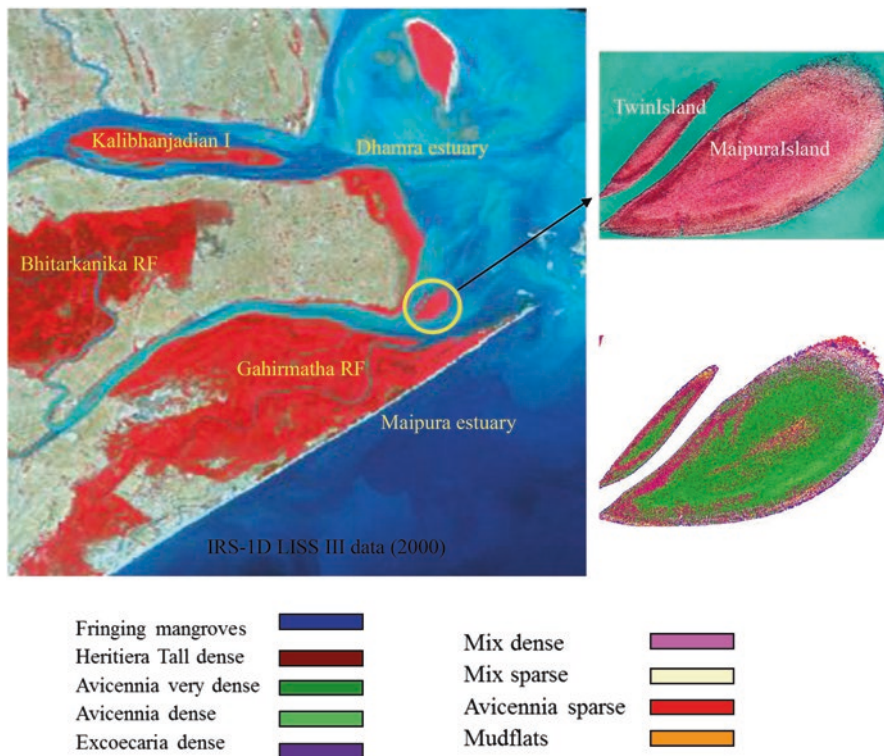 Kalibhanjadian I
Dhamra estuary
Bhitarkanika RF
Gahirmatha RF
Maipura estuary
IRS-1D LISS III data (2000)
TwinIsland
MaipuraIsland
Fringing mangroves
Heritiera Tall dense
Avicennia very dense
Avicennia dense
Excoecaria dense
Mix dense
Mix sparse
Avicennia sparse
Mudflats